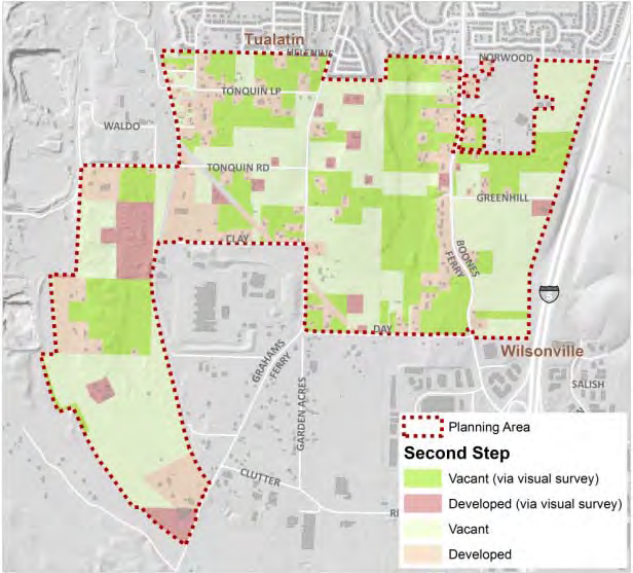 Tualatin
HELENIUS
NORWOOD
TONQUIN LP
WALDO
TONQUIN RD
GREENHILL
CLAY
BOONES
FERRY
DAY
Wilsonville
GRAHAMS
FERRY
GARDEN ACRES
SALISH
CLUTTER
Planning Area
Second Step
Vacant (via visual survey)
Developed (via visual survey)
Vacant
Developed